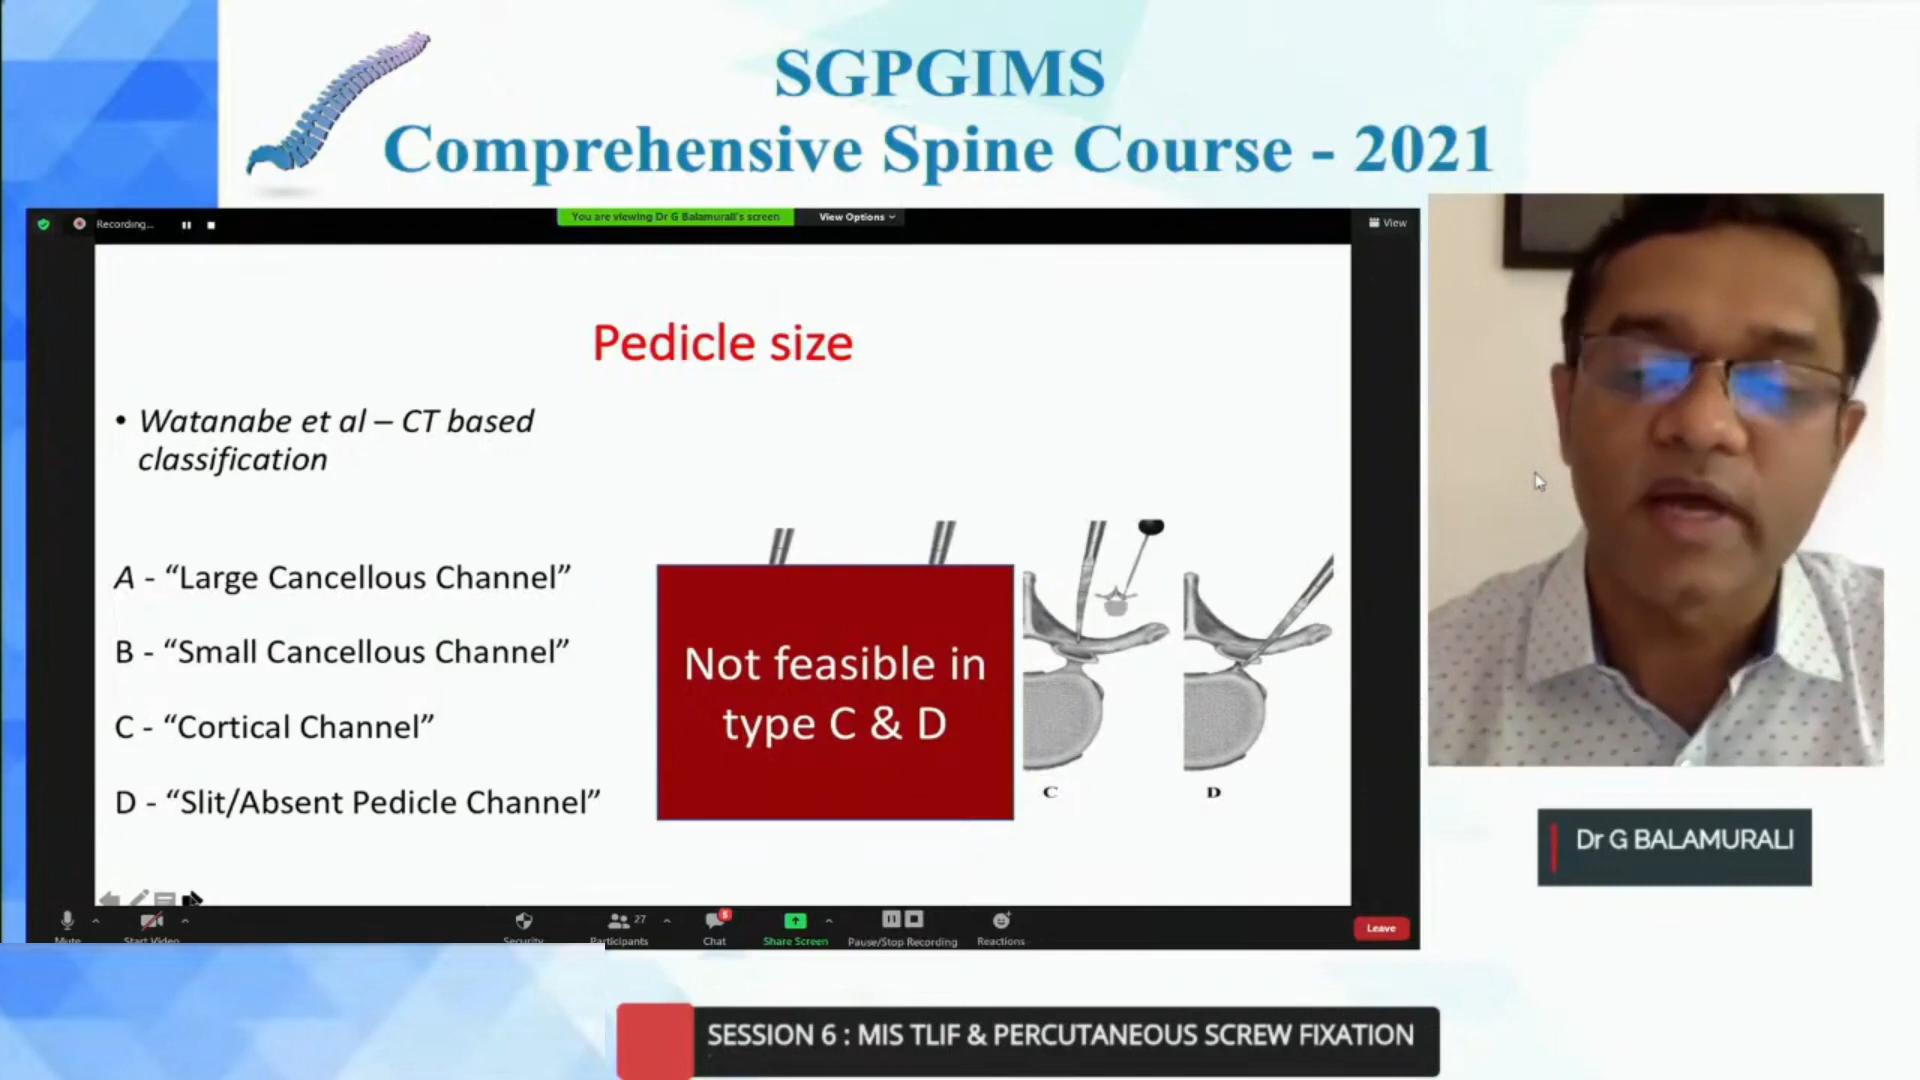 SGPGIMS
Comprehensive Spine Course - 2021
Recording...
You are viewing Dr G Balamurali's screen
View Options
View
Pedicle size
• Watanabe et al – CT based
classification
A - “Large Cancellous Channel”
B - “Small Cancellous Channel”
C - “Cortical Channel”
D - “Slit/Absent Pedicle Channel”
Not feasible in
type C & D
C
D
Dr G BALAMURALI
Mute
Start Video
Security
Participants
27
Chat
Share Screen
Pause/Stop Recording
Reactions
Leave
SESSION 6 : MIS TLIF & PERCUTANEOUS SCREW FIXATION